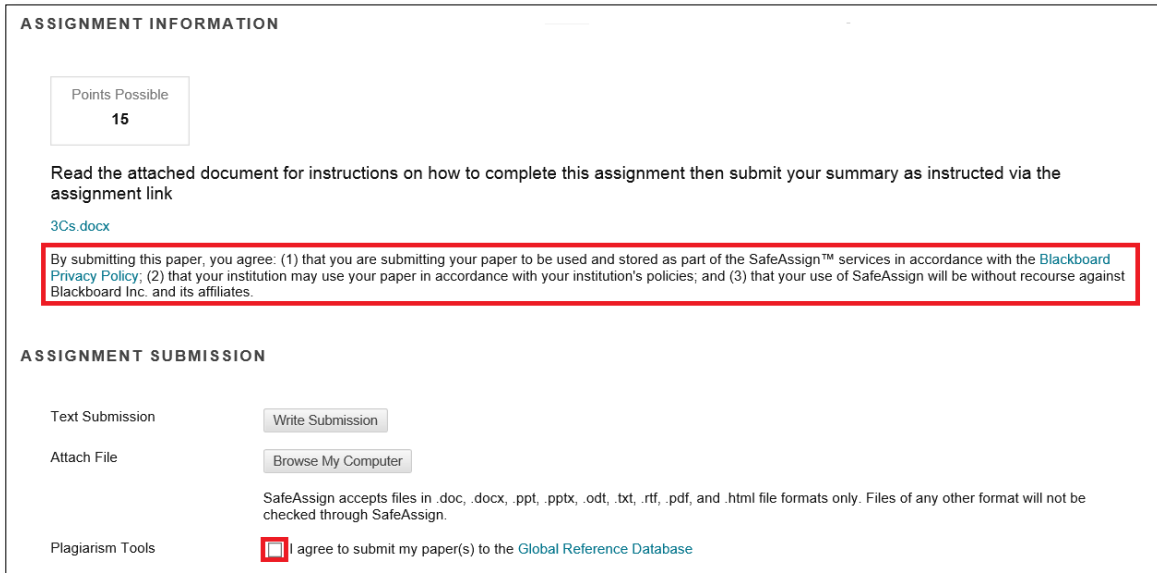 ASSIGNMENT INFORMATION
Points Possible
15
Read the attached document for instructions on how to complete this assignment then submit your summary as instructed via the
assignment link
3Cs.docx
By submitting this paper, you agree: (1) that you are submitting your paper to be used and stored as part of the SafeAssign™ services in accordance with the Blackboard
Privacy Policy; (2) that your institution may use your paper in accordance with your institution's policies; and (3) that your use of SafeAssign will be without recourse against
Blackboard Inc. and its affiliates.
ASSIGNMENT SUBMISSION
Text Submission
Write Submission
Attach File
Browse My Computer
SafeAssign accepts files in .doc, .docx, .ppt, .pptx, .odt, .txt, .rtf, .pdf, and .html file formats only. Files of any other format will not be
checked through SafeAssign.
Plagiarism Tools
I agree to submit my paper(s) to the Global Reference Database